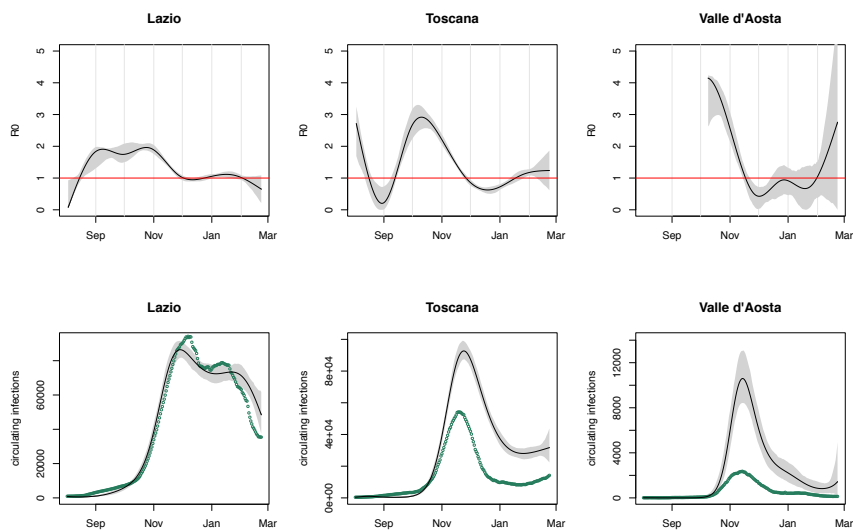 Lazio
Toscana
Valle d'Aosta
R0
0
1
2
3
4
5
Sep
Nov
Jan
Mar
R0
0
1
2
3
4
5
Sep
Nov
Jan
Mar
R0
0
1
2
3
4
5
Sep
Nov
Jan
Mar
Lazio
Toscana
Valle d'Aosta
circulating infections
0
20000
60000
Sep
Nov
Jan
Mar
circulating infections
0e+00
4e+04
8e+04
Sep
Nov
Jan
Mar
circulating infections
0
4000
8000
12000
Sep
Nov
Jan
Mar